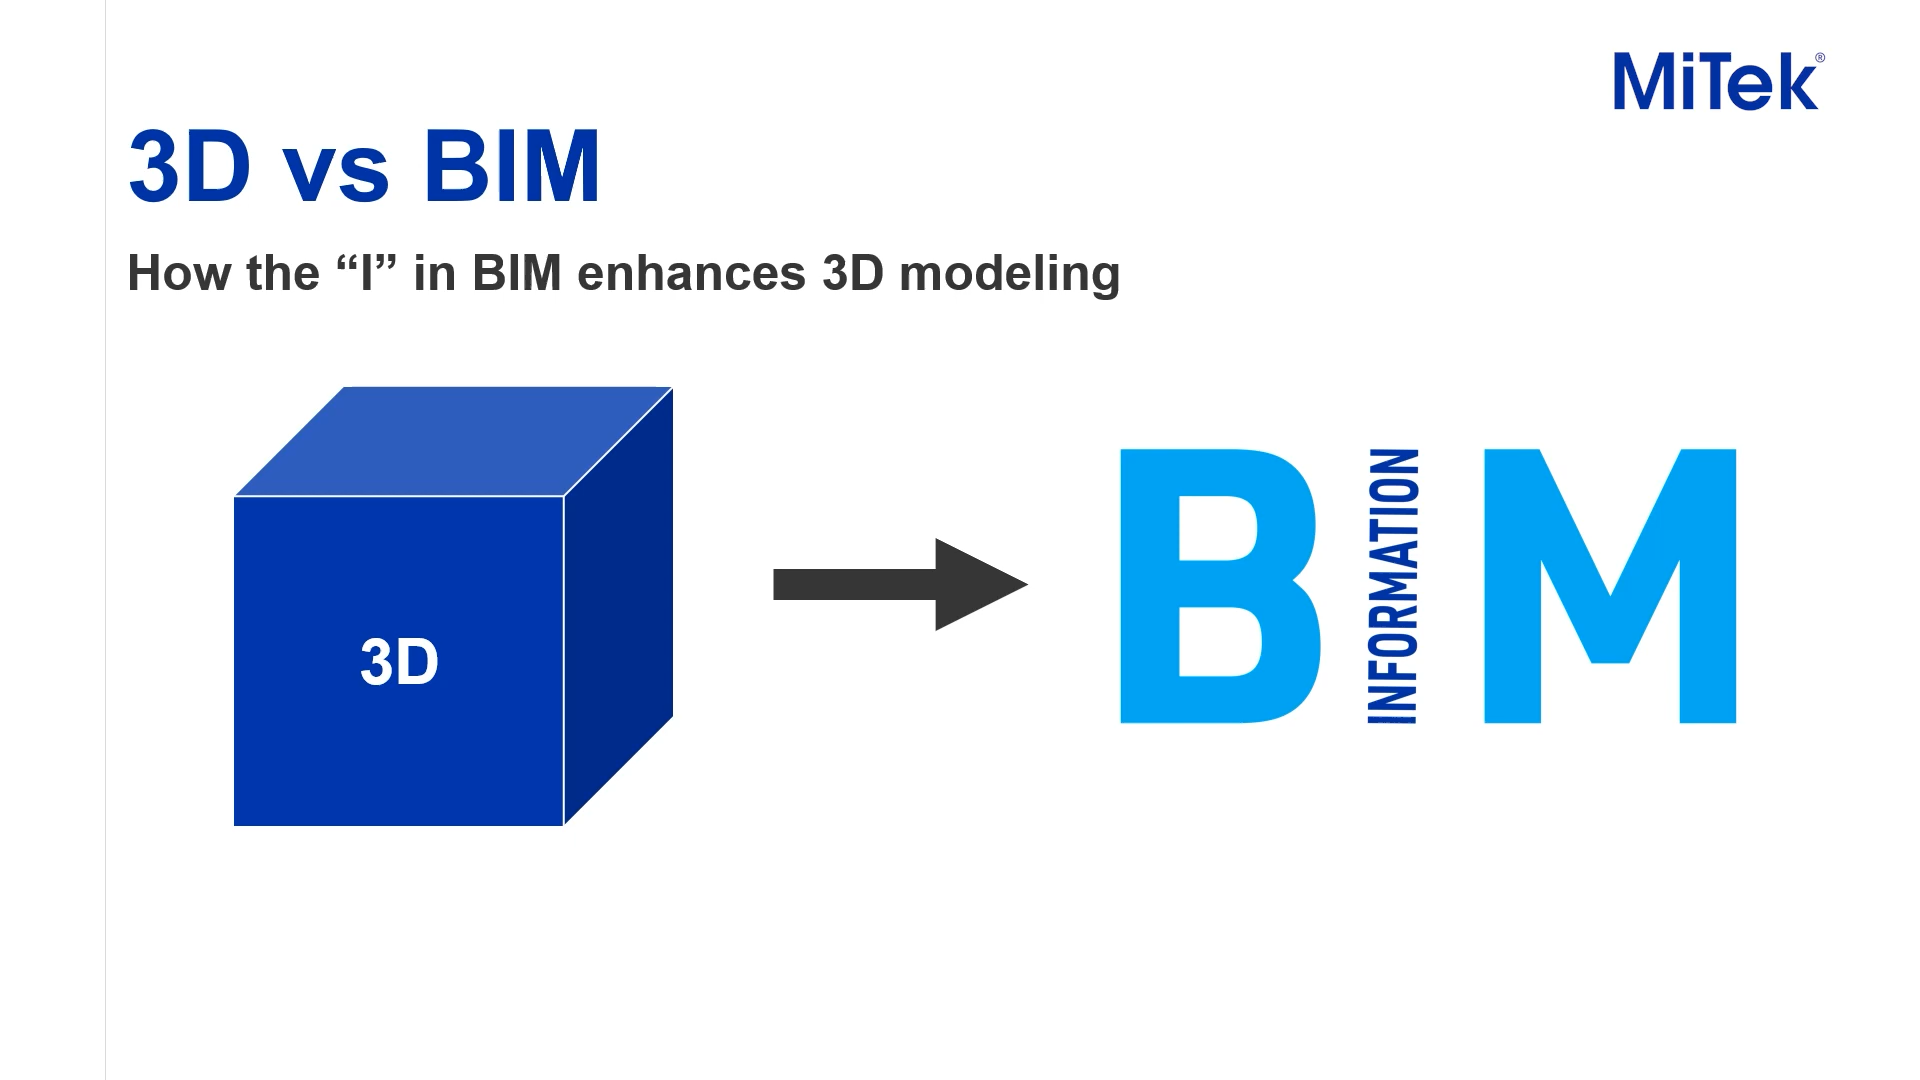 MiTek®
3D vs BIM
How the “I” in BIM enhances 3D modeling
3D
B INFORMATION M